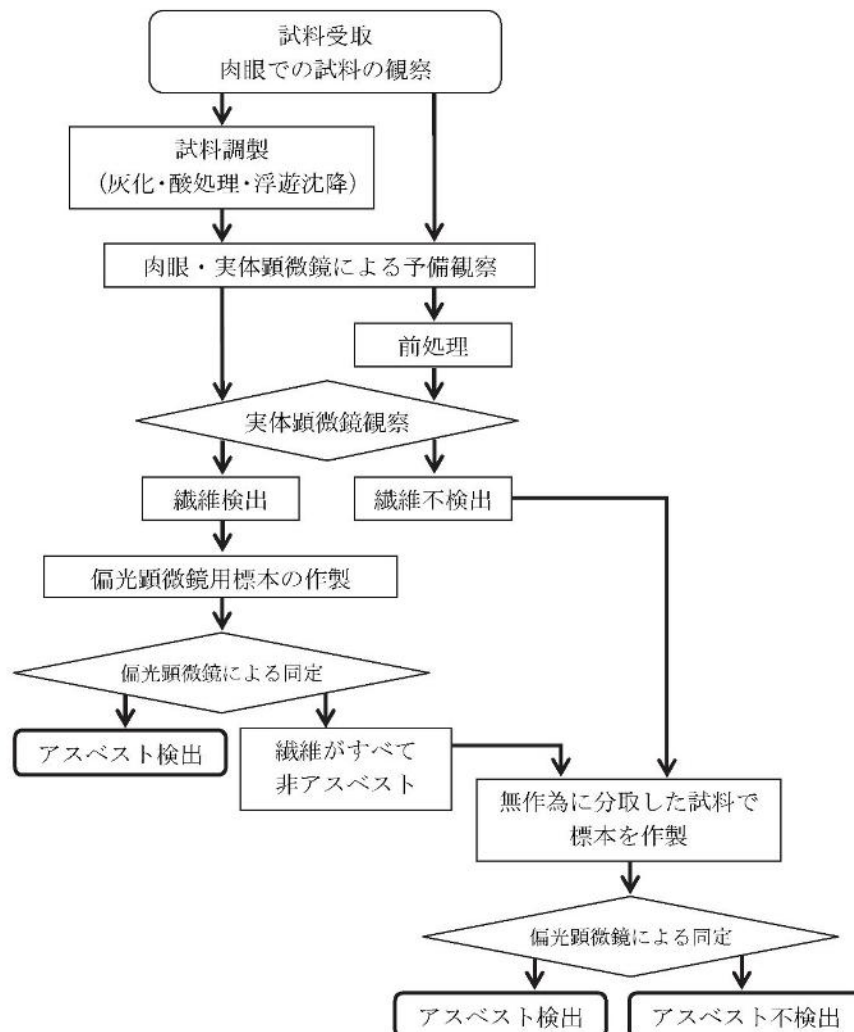 試料受取
肉眼での試料の観察
試料調製
（灰化・酸処理・浮遊沈降）
肉眼・実体顕微鏡による予備観察
前処理
実体顕微鏡観察
繊維検出
繊維不検出
偏光顕微鏡用標本の作製
偏光顕微鏡による同定
アスベスト検出
繊維がすべて
非アスベスト
無作為に分取した試料で
標本を作製
偏光顕微鏡による同定
アスベスト検出
アスベスト不検出